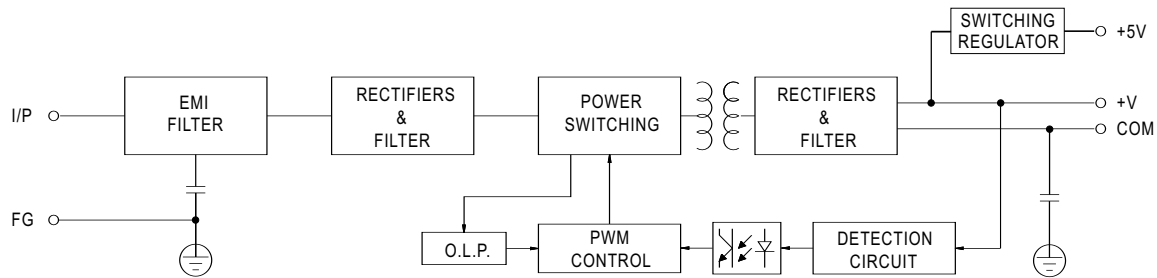 SWITCHING
REGULATOR
+5V
I/P
EMI
FILTER
RECTIFIERS
&
FILTER
POWER
SWITCHING
RECTIFIERS
&
FILTER
+V
COM
FG
O.L.P.
PWM
CONTROL
DETECTION
CIRCUIT